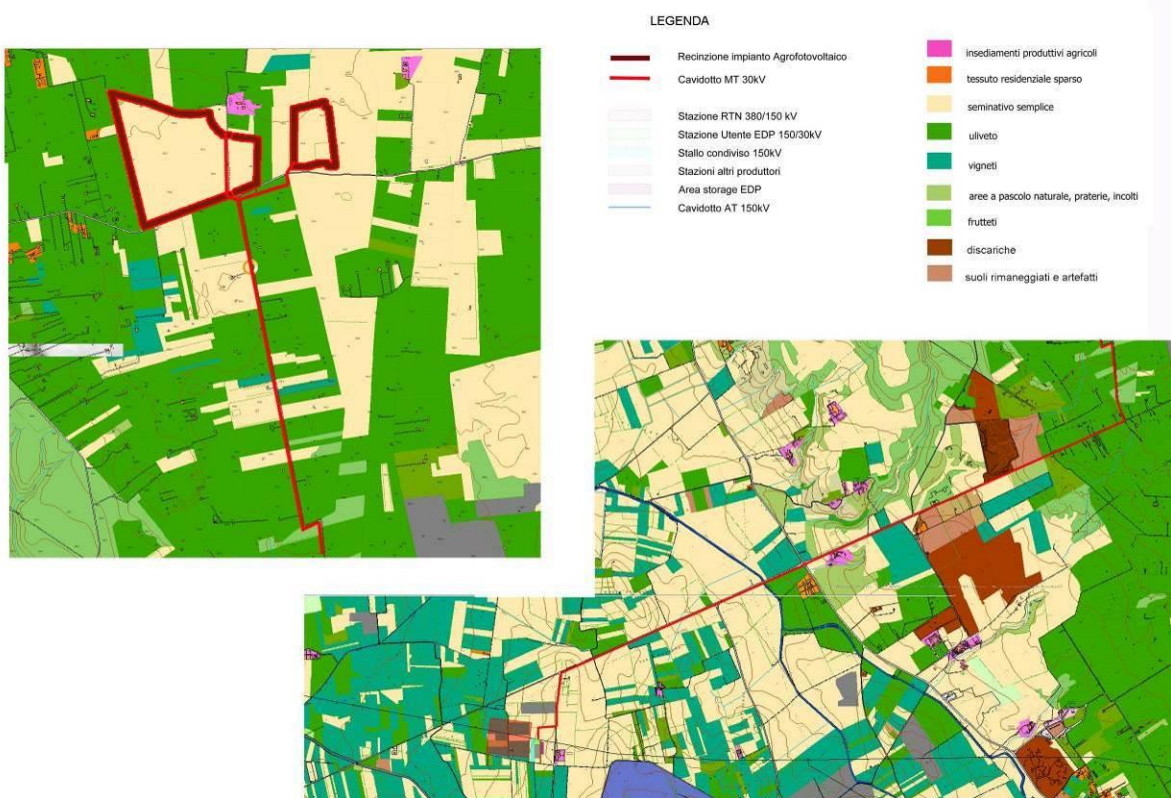 LEGENDA
Recinzione impianto Agrofotovoltaico
Cavidotto MT 30kV
Stazione RTN 380/150 kV
Stazione Utente EDP 150/30kV
Stallo condiviso 150kV
Stazioni altri produttori
Area storage EDP
Cavidotto AT 150kV
insediamenti produttivi agricoli
tessuto residenziale sparso
seminativo semplice
uliveto
vigneti
aree a pascolo naturale, praterie, incolti
frutteti
discariche
suoli rimaneggiati e artefatti